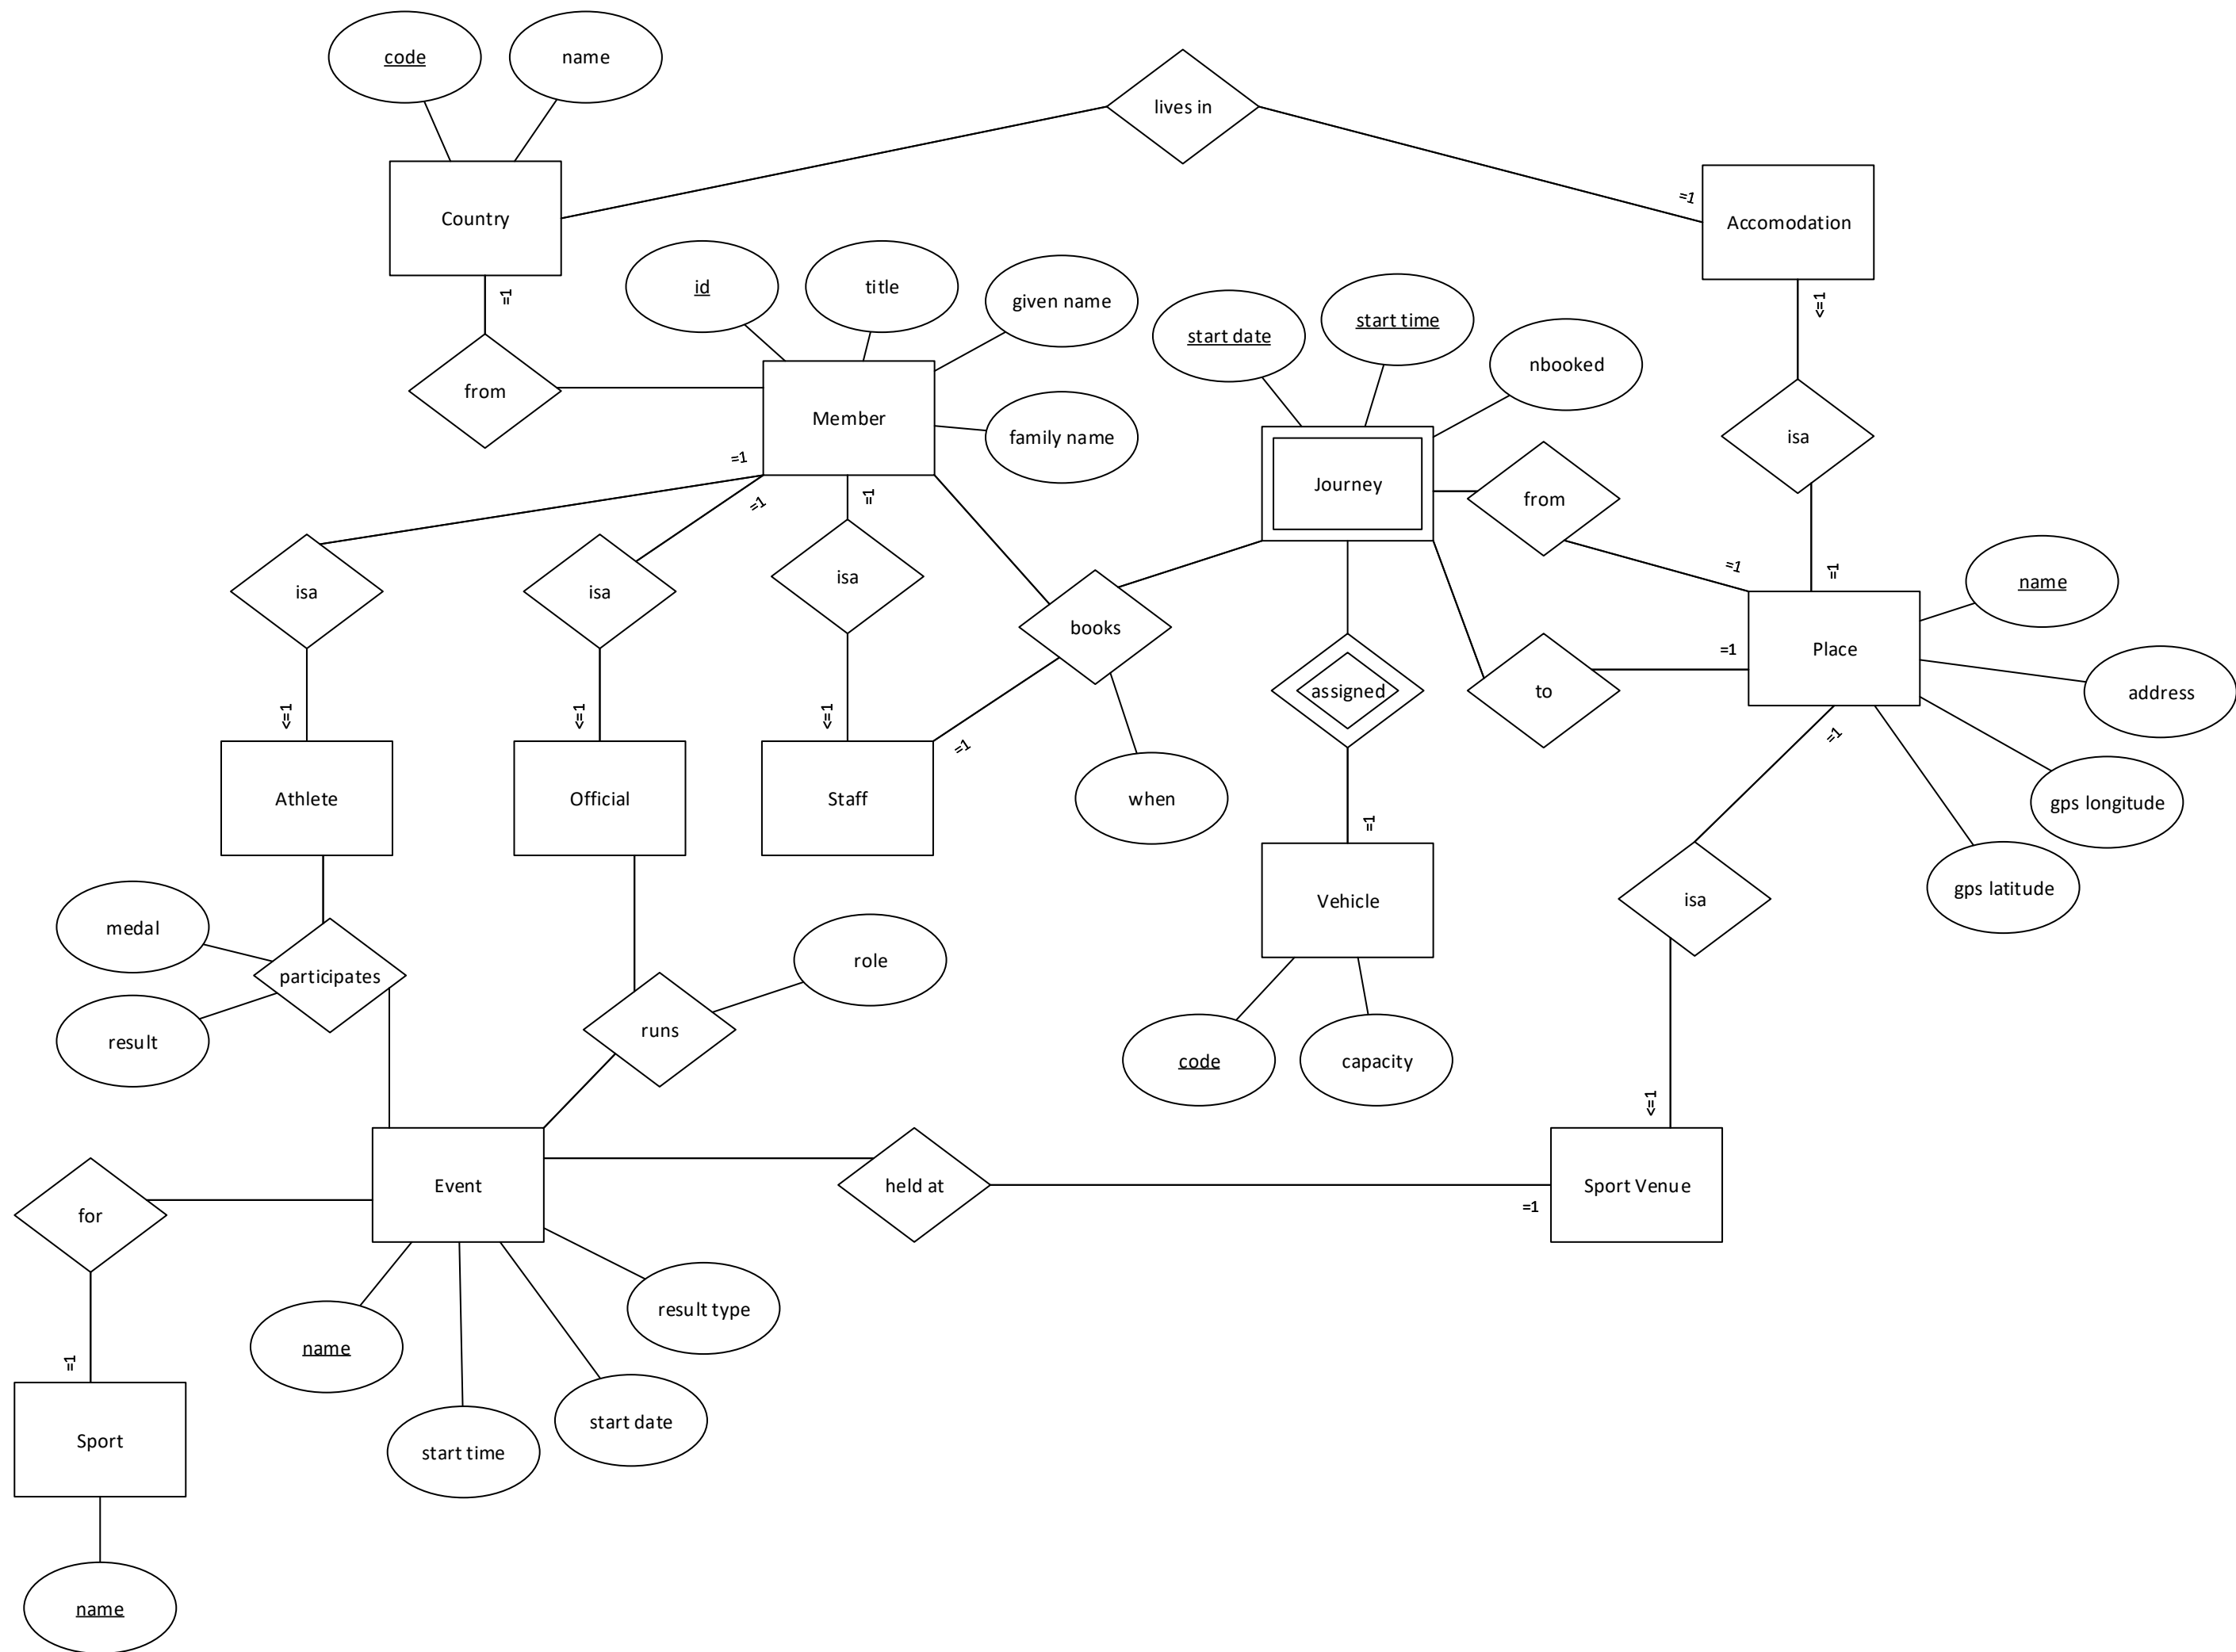 code
name
lives in
=1
Country
Accomodation
=1
id
title
given name
<=1
start date
start time
nbooked
from
Member
family name
isa
=1
Journey
=1
=1
from
=1
=1
name
isa
isa
isa
books
Place
=1
to
assigned
address
<=1
<=1
<=1
=1
=1
Athlete
Official
Staff
when
gps longitude
=1
gps latitude
Vehicle
isa
medal
participates
role
result
runs
code
capacity
<=1
Event
held at
Sport Venue
=1
for
name
result type
=1
start time
start date
Sport
name